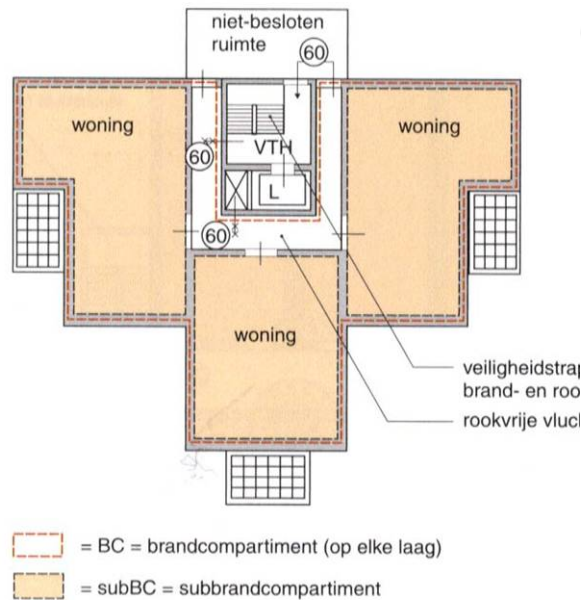 niet-besloten
ruimte
60
woning
woning
VTH
60
L
60
woning
veiligheidstrap
brand- en roo
rookvrije vluc
= BC = brandcompartiment (op elke laag)
= subBC = subbrandcompartiment